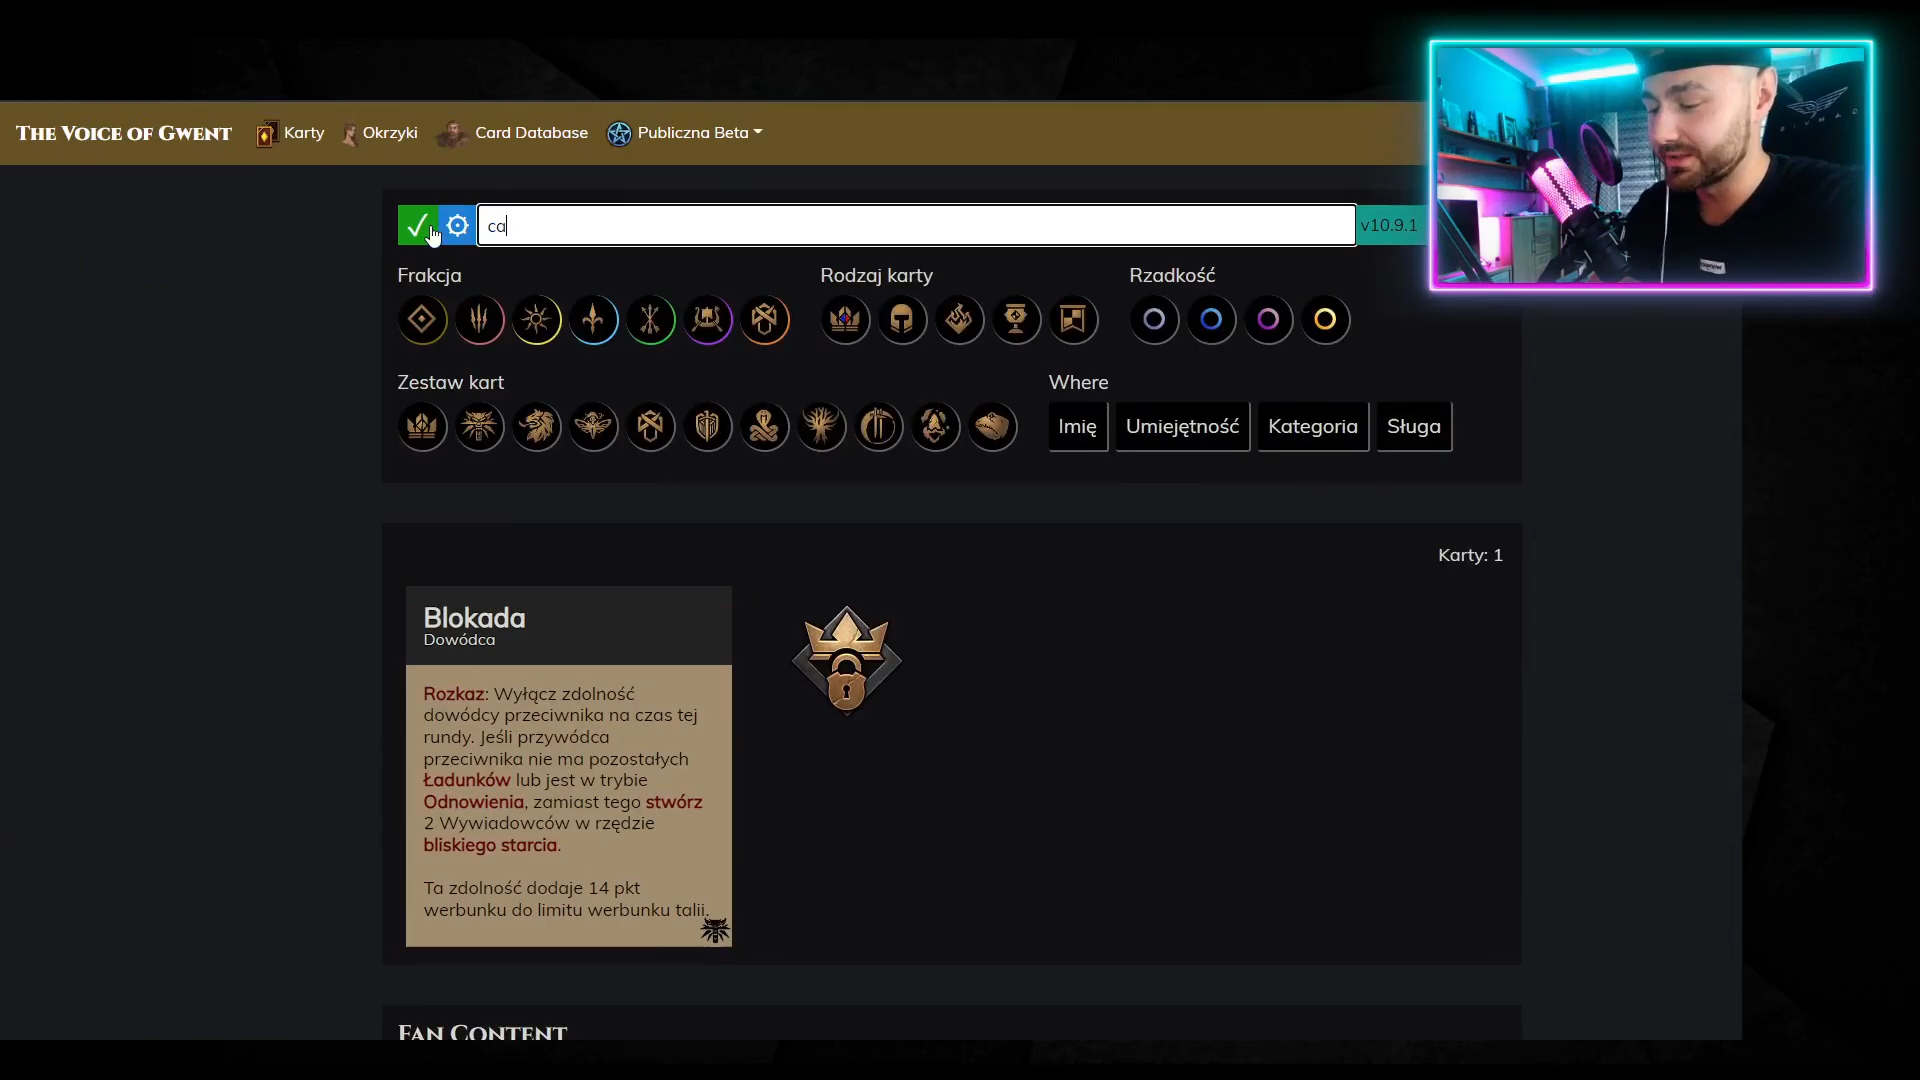 The Voice of Gwent
Karty
Okrzyki
Card Database
Publiczna Beta
ca
v10.9.1
Frakcja
Rodzaj karty
Rzadkość
Zestaw kart
Where
Imię
Umiejętność
Kategoria
Sługa
Karty: 1
Blokada
Dowódca
Rozkaz: Wyłącz zdolność
dowódcy przeciwnika na czas tej
rundy. Jeśli przywódca
przeciwnika nie ma pozostałych
Ładunków lub jest w trybie
Odnowienia, zamiast tego stwórz
2 Wywiadowców w rzędzie
bliskiego starcia.
Ta zdolność dodaje 14 pkt
werbunku do limitu werbunku talii.
Fan Content